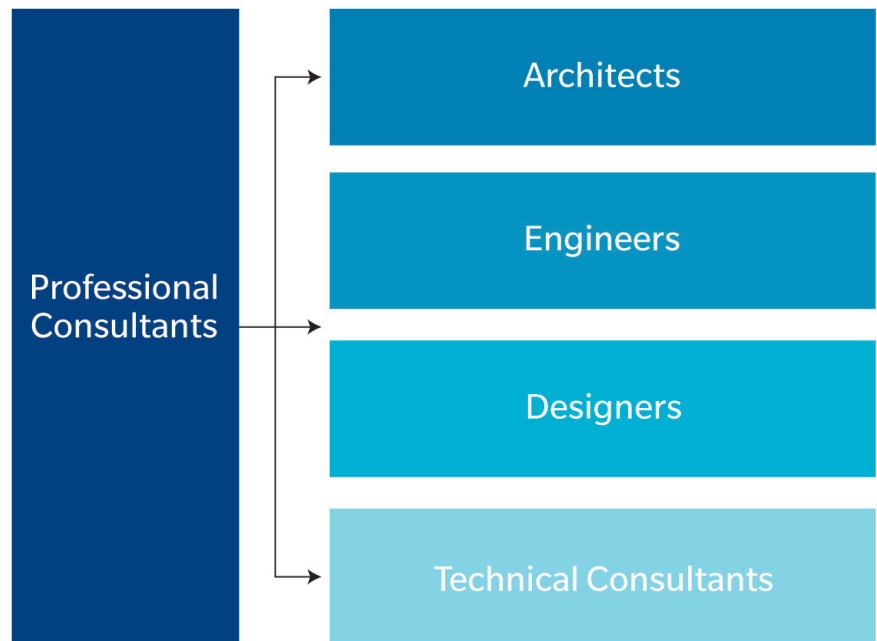 Professional
Consultants
Architects
Engineers
Designers
Technical Consultants